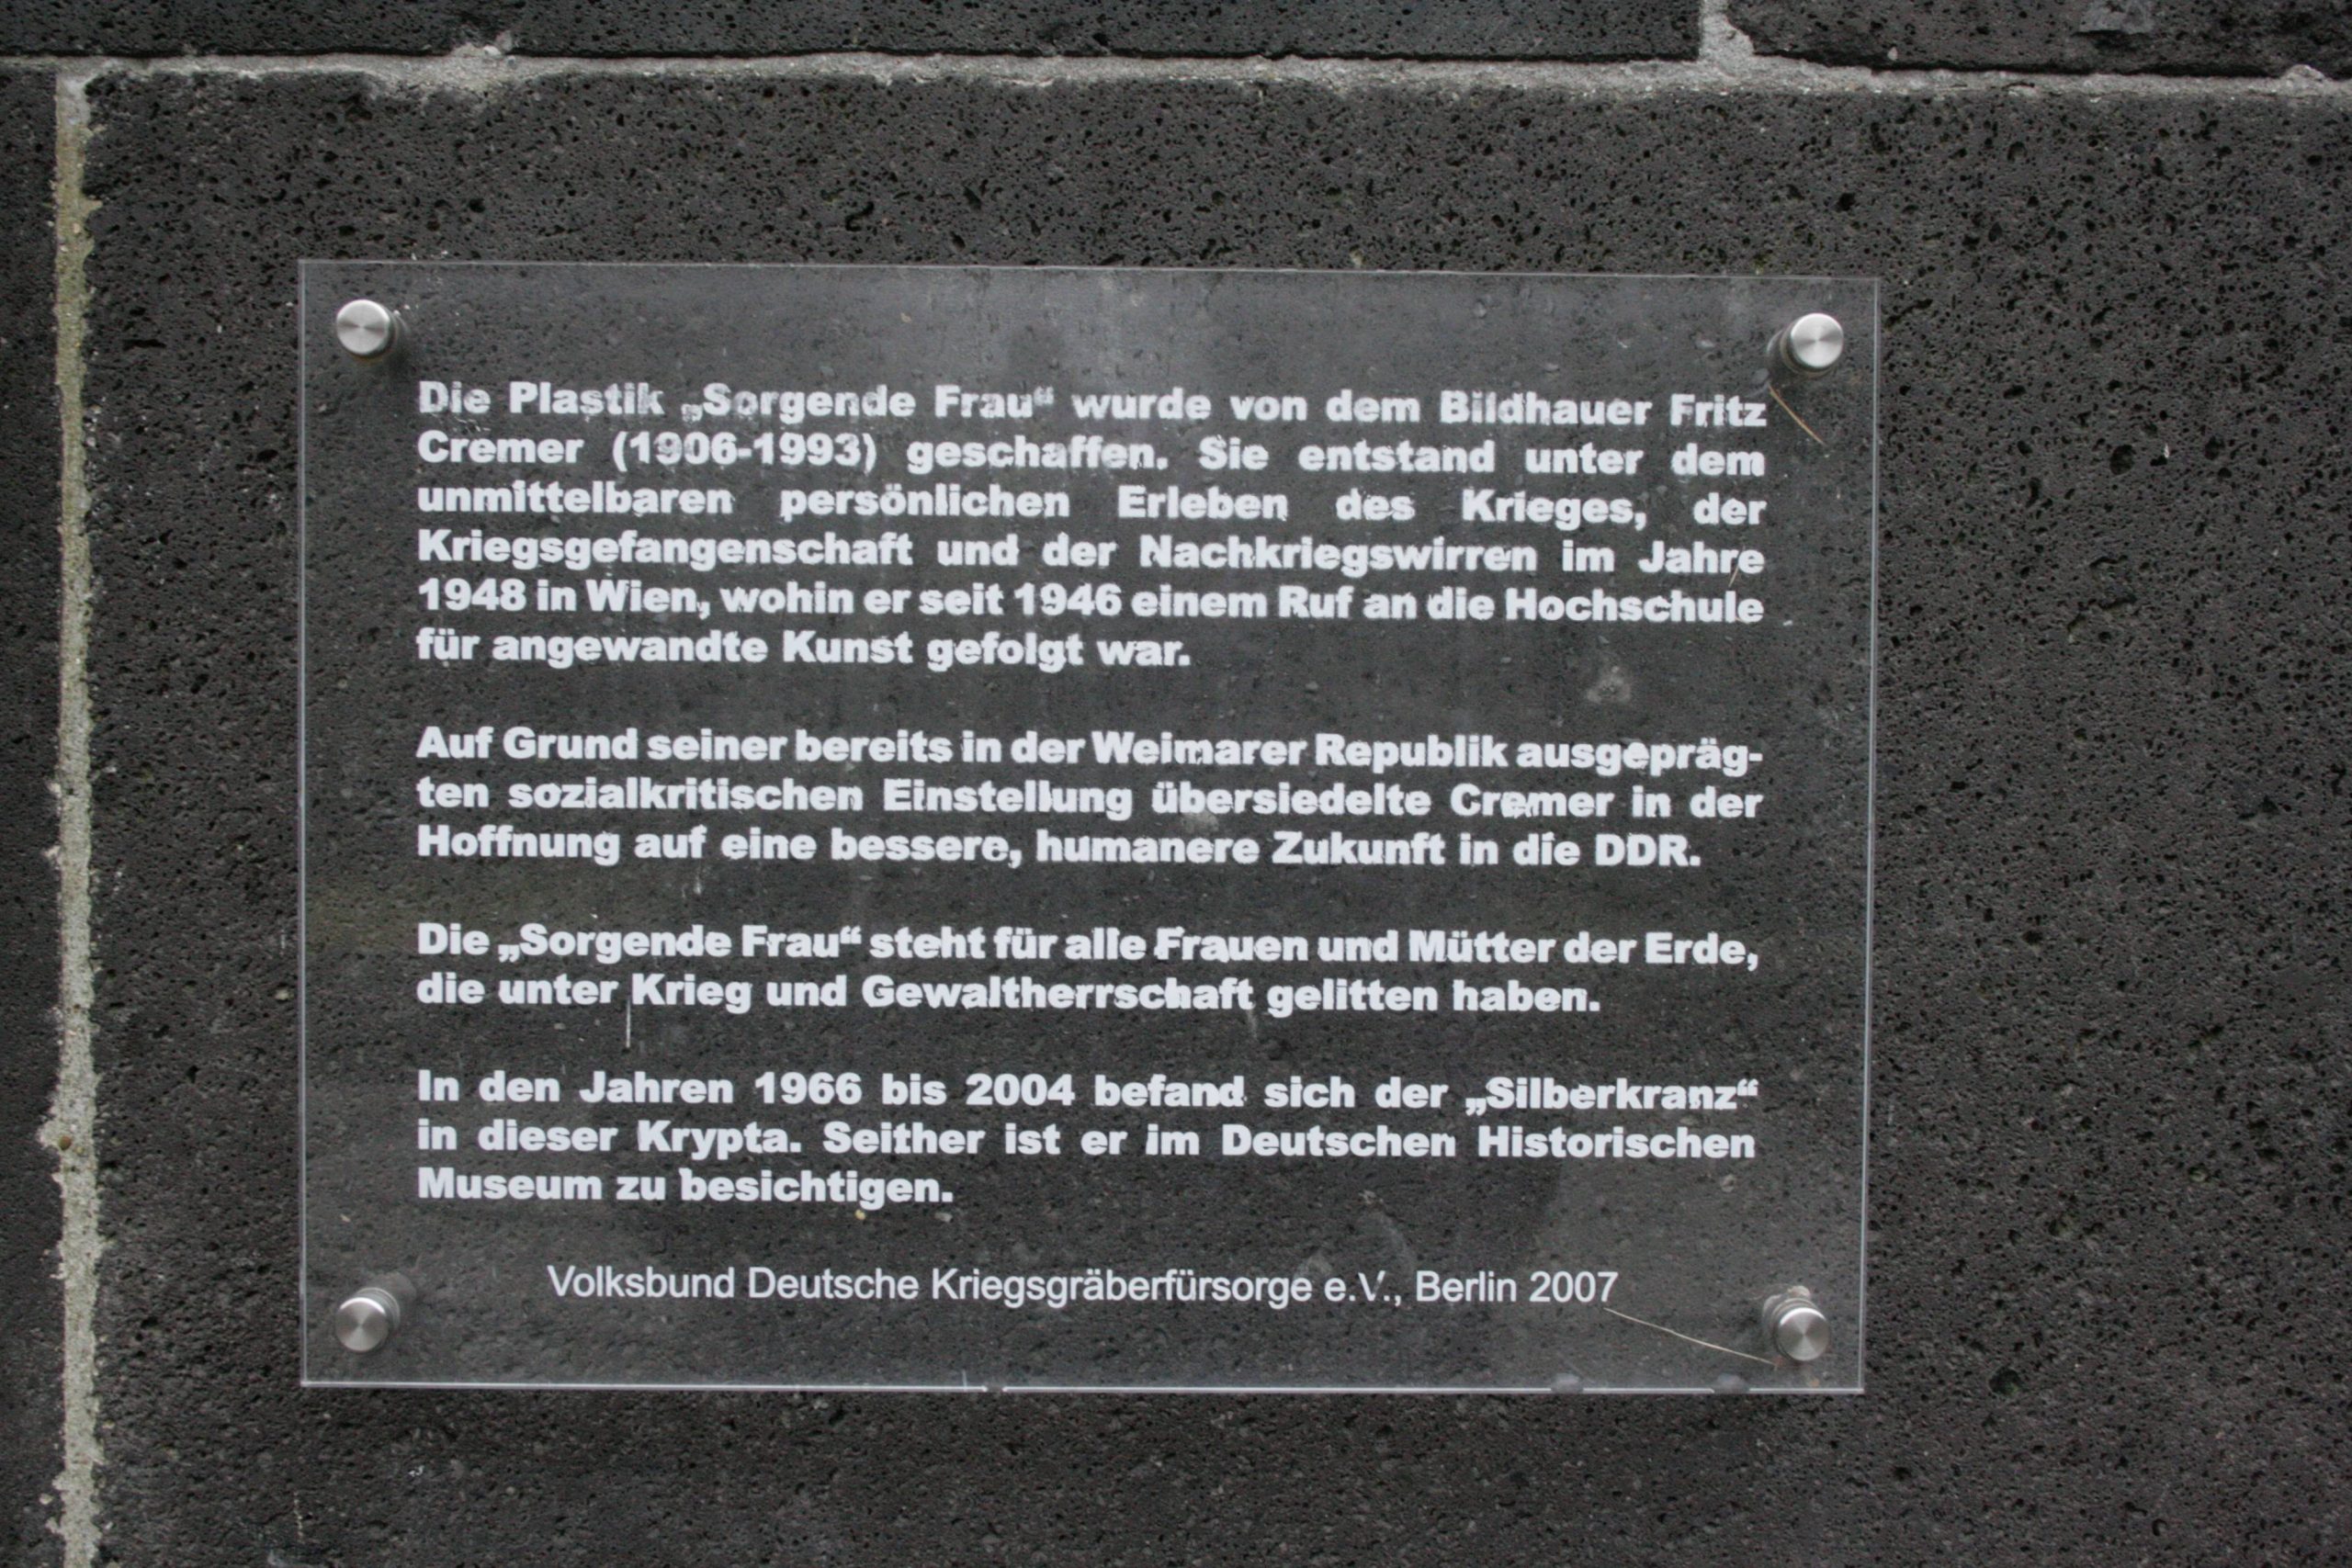 Die Plastik „Sorgende Frau“ wurde von dem Bildhauer Fritz
Cremer (1906-1993) geschaffen. Sie entstand unter dem
unmittelbaren persönlichen Erleben des Krieges, der
Kriegsgefangenschaft und der Nachkriegswirren im Jahre
1948 in Wien, wohin er seit 1946 einem Ruf an die Hochschule
für angewandte Kunst gefolgt war.
Auf Grund seiner bereits in der Weimarer Republik ausgepräg-
ten sozialkritischen Einstellung übersiedelte Cremer in der
Hoffnung auf eine bessere, humanere Zukunft in die DDR.
Die „Sorgende Frau“ steht für alle Frauen und Mütter der Erde,
die unter Krieg und Gewaltherrschaft gelitten haben.
In den Jahren 1966 bis 2004 befand sich der „Silberkranz“
in dieser Krypta. Seither ist er im Deutschen Historischen
Museum zu besichtigen.
Volksbund Deutsche Kriegsgräberfürsorge e.V., Berlin 2007